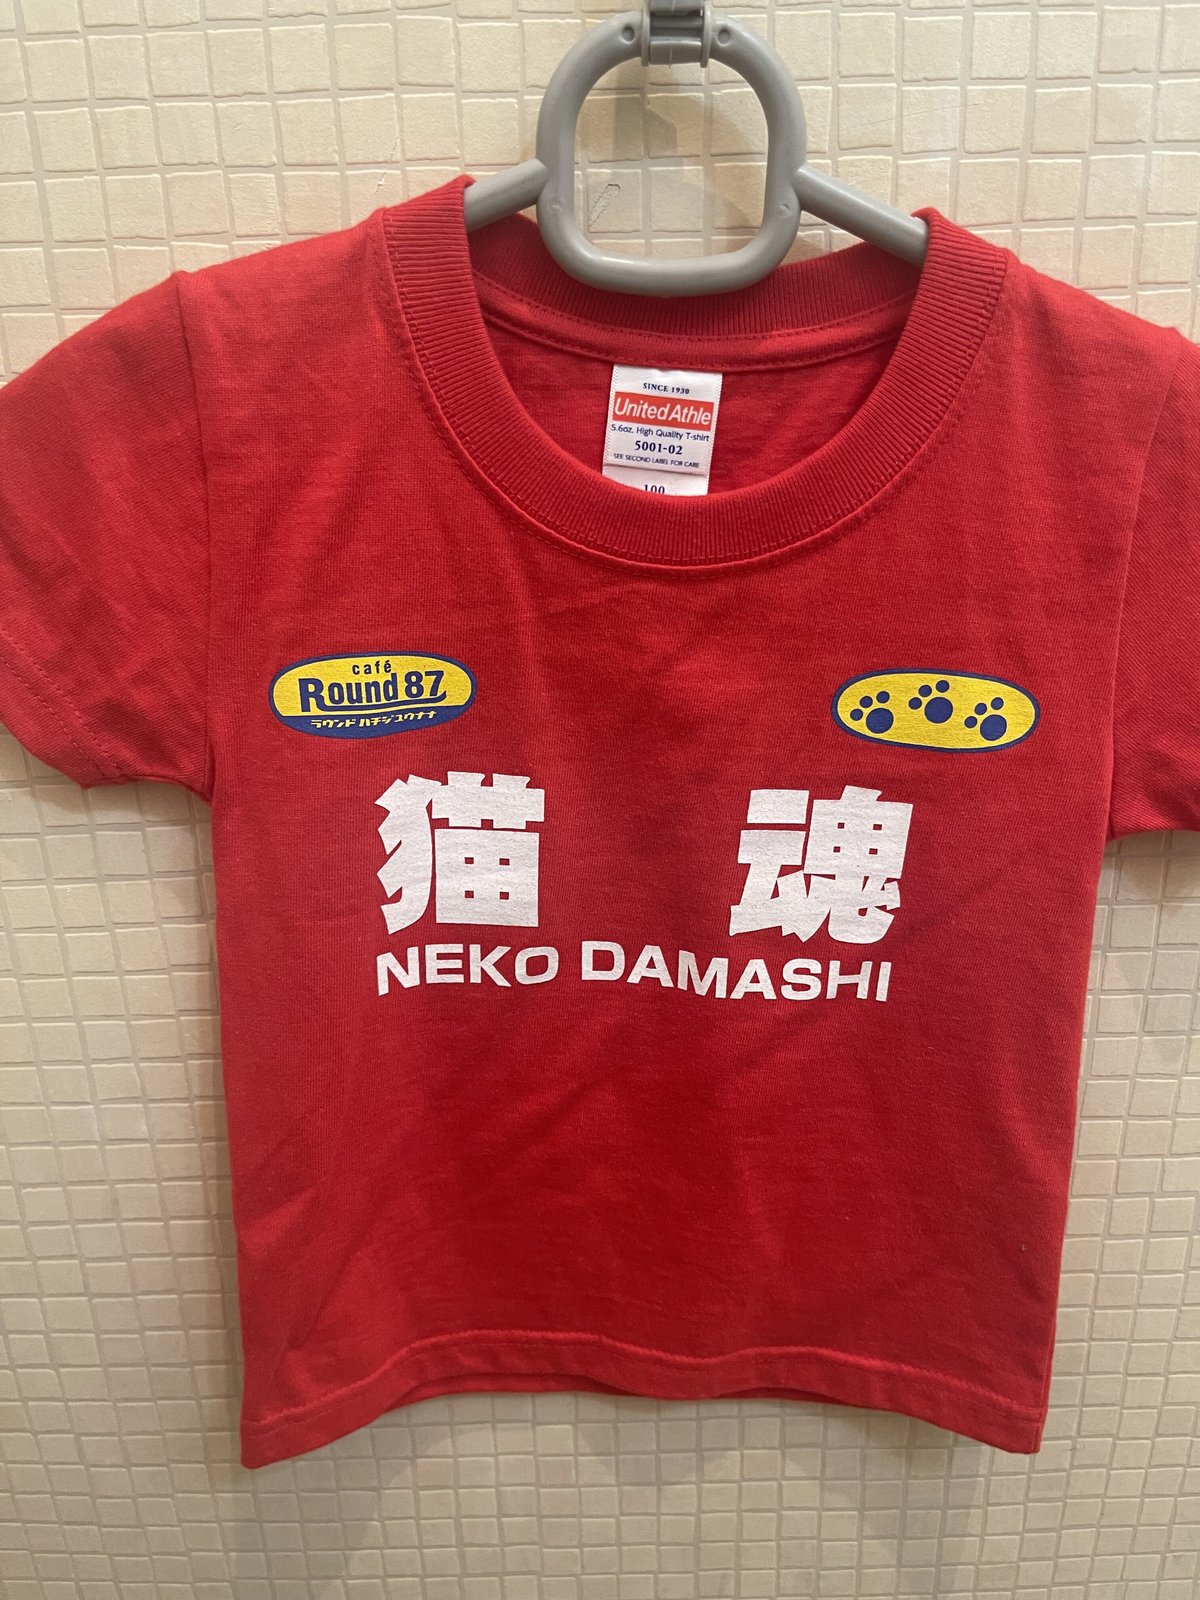 SINCE 1930
United Athle
5.6oz. High Quality T-shirt
5001-02
SEE SECOND LABEL FOR CARE
100
café
Round 87
ラウンド ハチジュウナナ
猫 魂
NEKO DAMASHI